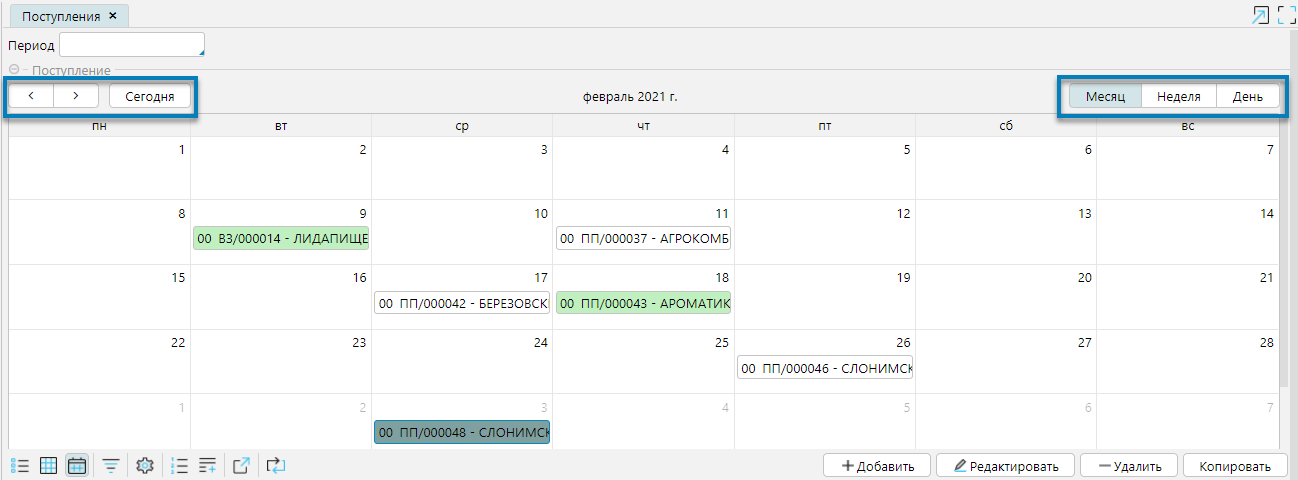 Поступления ×
Период
Поступление
< > Сегодня февраль 2021 г. Месяц Неделя День
пн вт ср чт пт сб вс
1 2 3 4 5 6 7
8 9 10 11 12 13 14
00 ВЗ/000014 - ЛИДАПИЩЕ 00 ПП/000037 - АГРОКОМБ
15 16 17 18 19 20 21
00 ПП/000042 - БЕРЕЗОВСКИ 00 ПП/000043 - АРОМАТИК
22 23 24 25 26 27 28
00 ПП/000046 - СЛОНИМСК
1 2 3 4 5 6 7
00 ПП/000048 - СЛОНИМСК
Добавить Редактировать Удалить Копировать